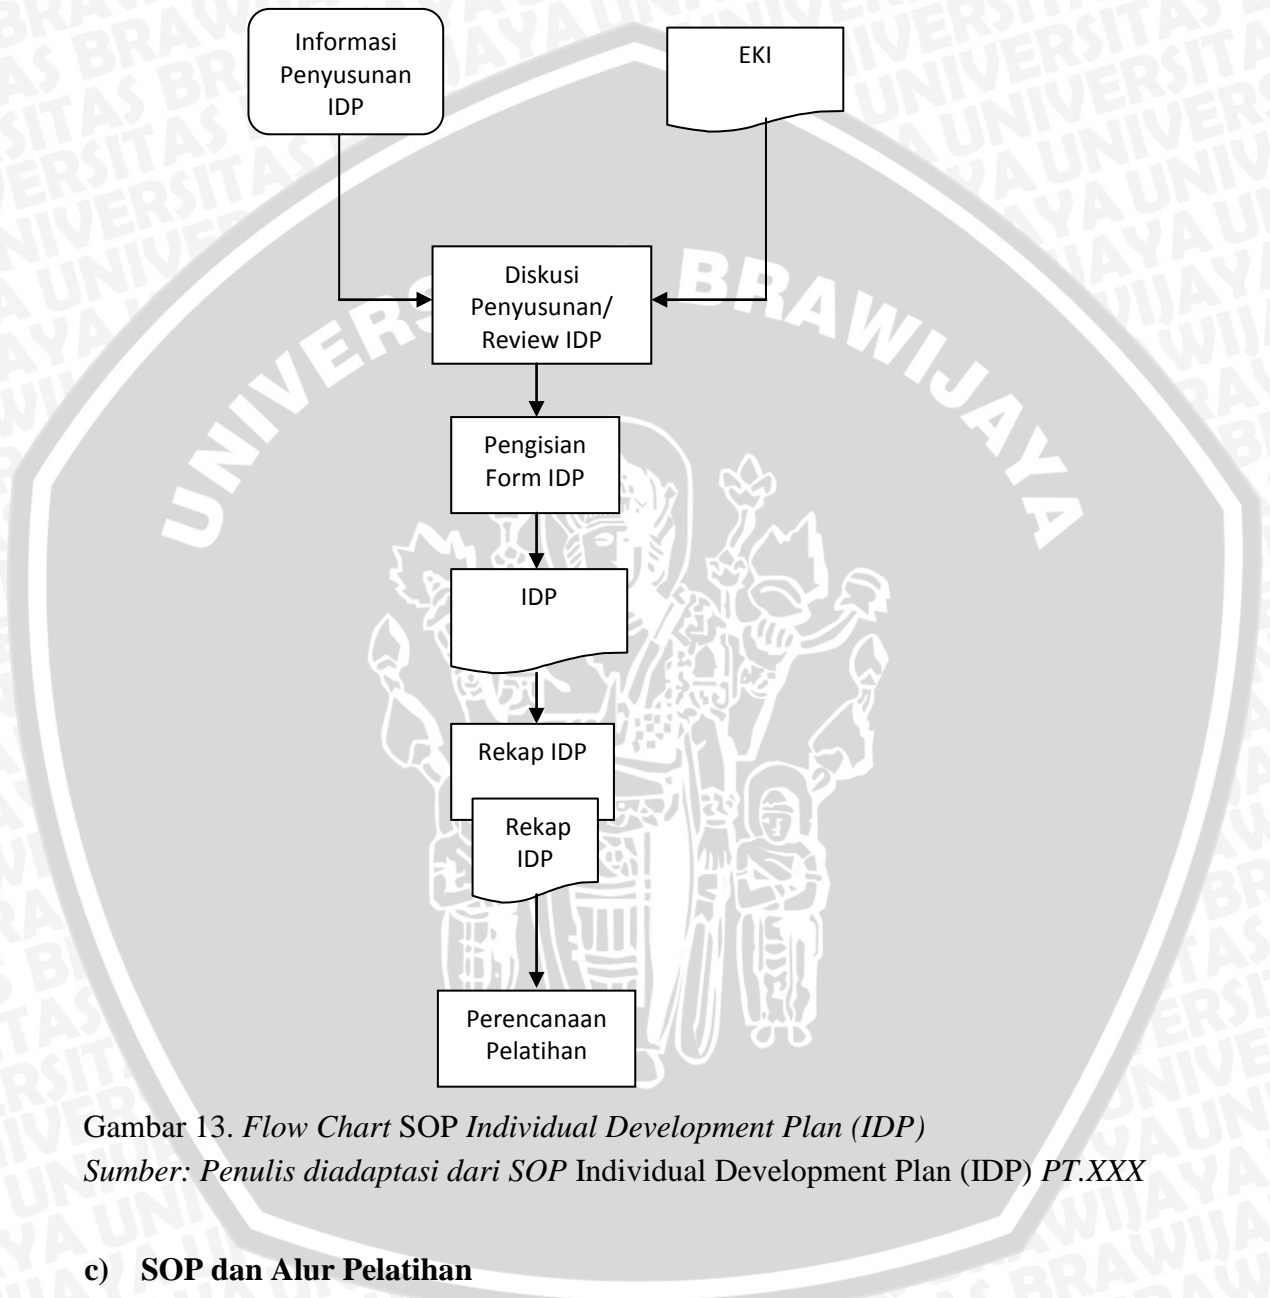 Informasi
Penyusunan
IDP
EKI
Diskusi
Penyusunan/
Review IDP
Pengisian
Form IDP
IDP
Rekap IDP
Rekap
IDP
Perencanaan
Pelatihan
UNIVERS BRAWIJAYA
Gambar 13. Flow Chart SOP Individual Development Plan (IDP)
Sumber: Penulis diadaptasi dari SOP Individual Development Plan (IDP) PT.XXX
c) SOP dan Alur Pelatihan